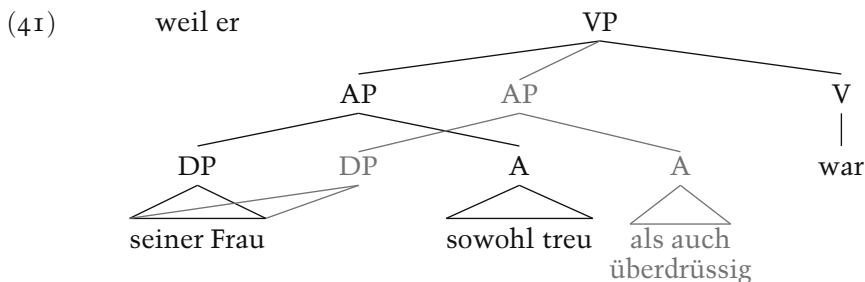 (41) weil er VP
AP AP V
DP DP A A war
seiner Frau sowohl treu als auch
überdrüssig